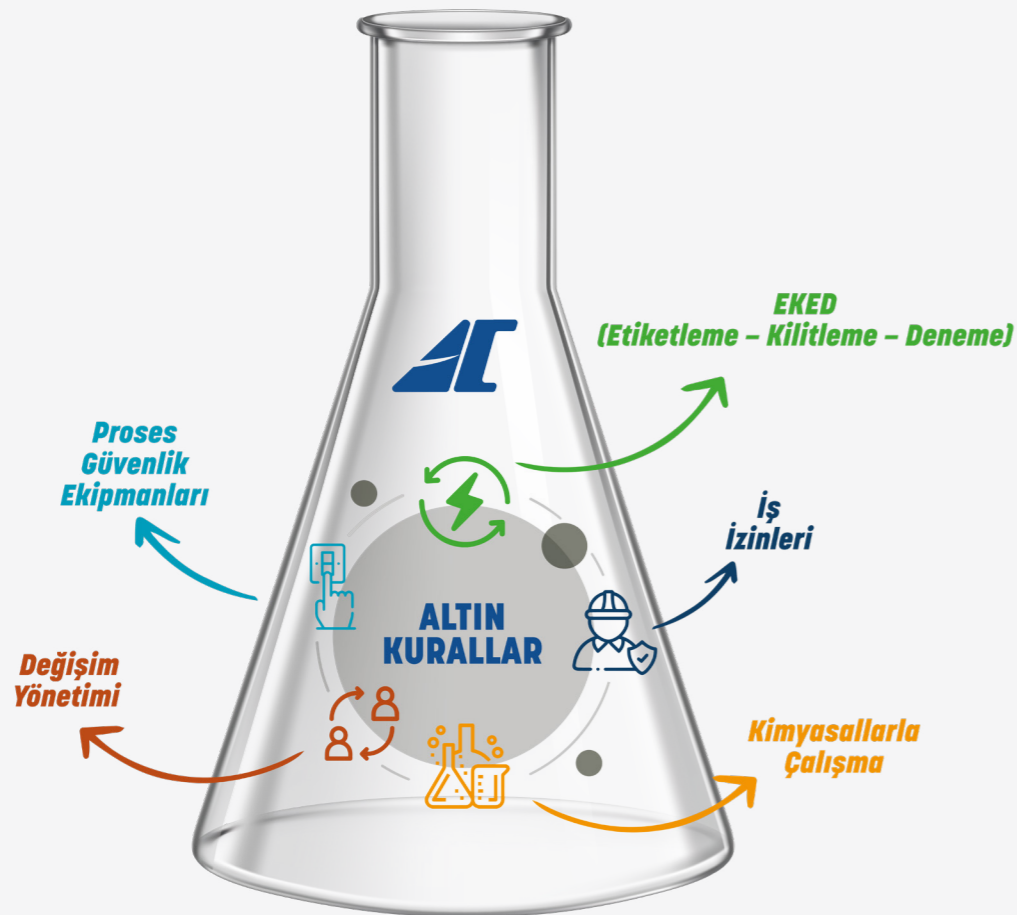 EKED
(Etiketleme – Kilitleme – Deneme)
Proses
Güvenlik
Ekipmanları
İş
İzinleri
ALTIN
KURALLAR
Değişim
Yönetimi
Kimyasallarla
Çalışma